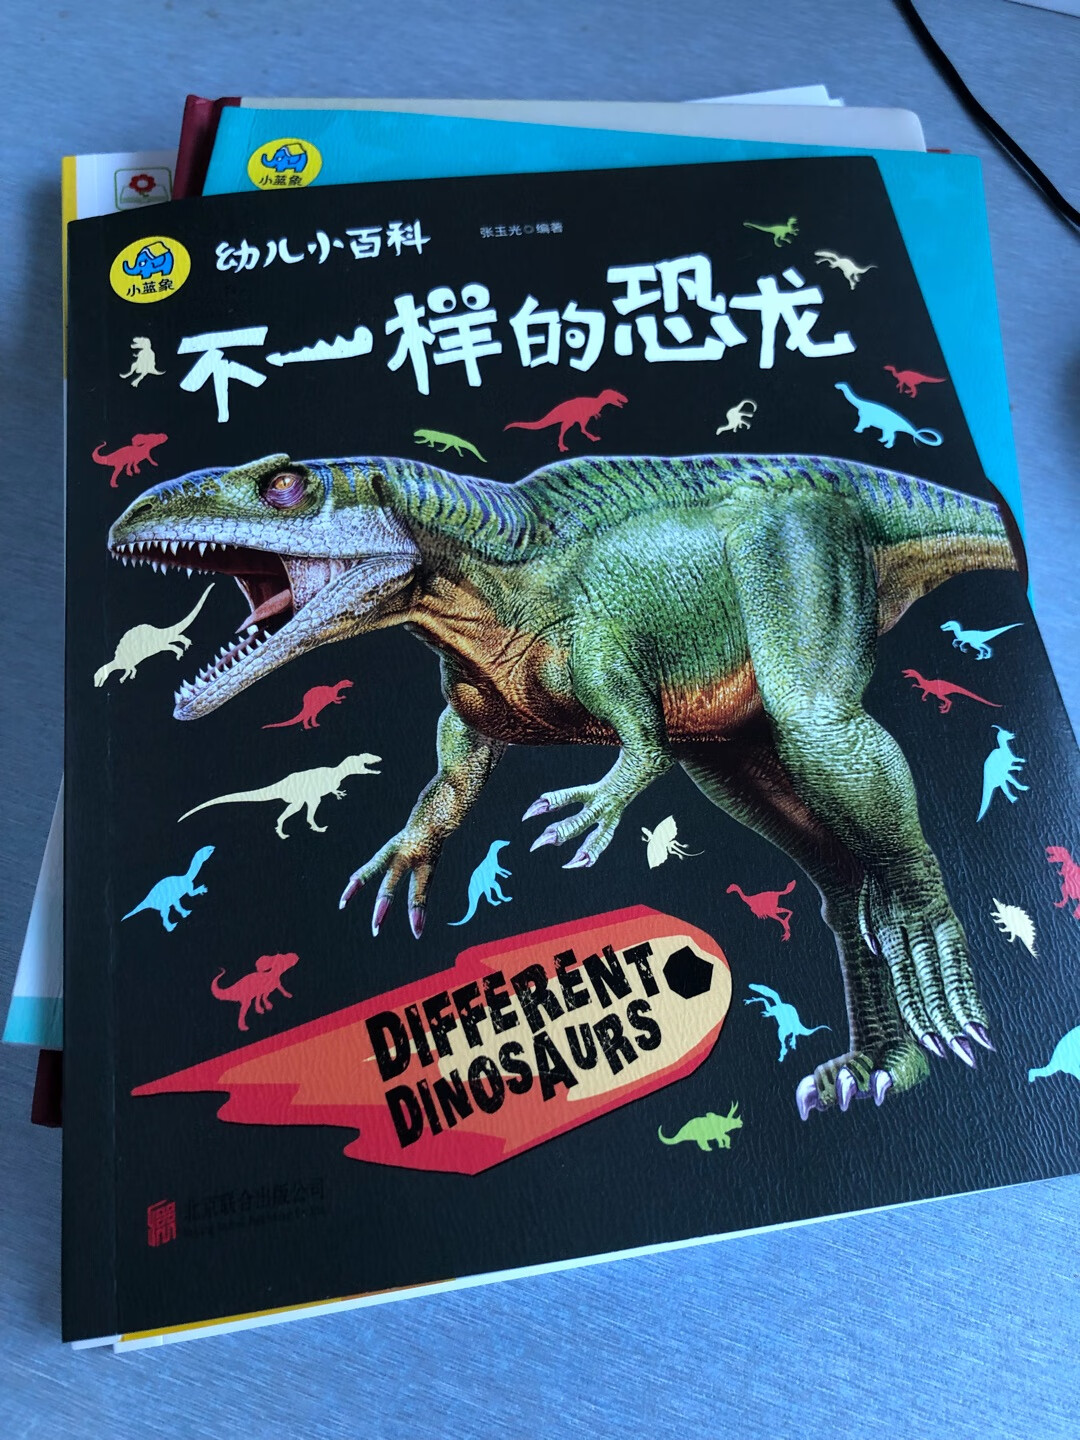 小蓝象
小蓝象
幼儿小百科
张玉光◎编著
不一样的恐龙
DIFFERENT
DINOSAURS
北京联合出版公司